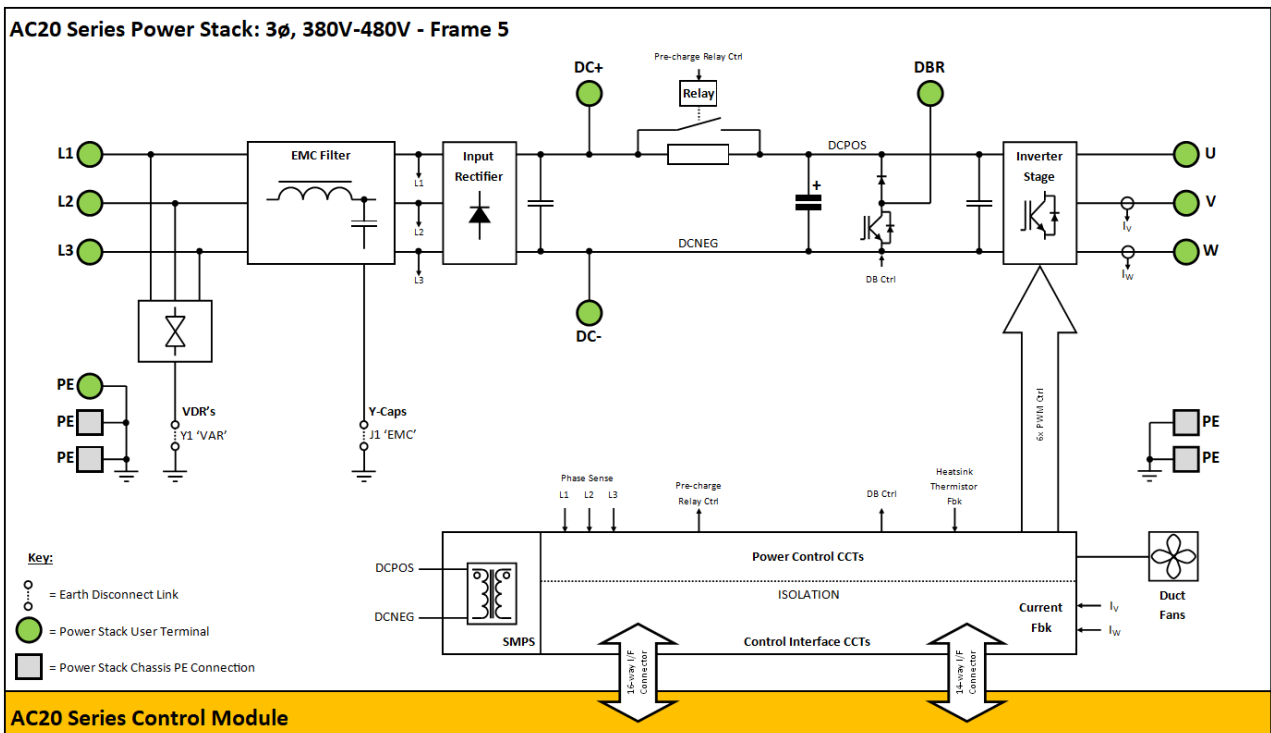 AC20 Series Power Stack: 3ø, 380V-480V - Frame 5
Pre-charge Relay Ctrl
DC+
DBR
Relay
L1
EMC Filter
Input
Rectifier
DCPOS
Inverter
Stage
U
L1
L2
+
V
L2
IV
L3
DCNEG
W
L3
DB Ctrl
IW
DC-
PE
VDR's
Y-Caps
PE
Y1 'VAR'
J1 'EMC'
PE
6x PWM Ctrl
PE
PE
Phase Sense
L1 L2 L3
Pre-charge
Relay Ctrl
DB Ctrl
Heatsink
Thermistor
Fbk
Key:
= Earth Disconnect Link
= Power Stack User Terminal
= Power Stack Chassis PE Connection
DCPOS
DCNEG
SMPS
Power Control CCTs
ISOLATION
Control Interface CCTs
Current
Fbk
IV
IW
Duct
Fans
16-way I/F
Connector
14-way I/F
Connector
AC20 Series Control Module